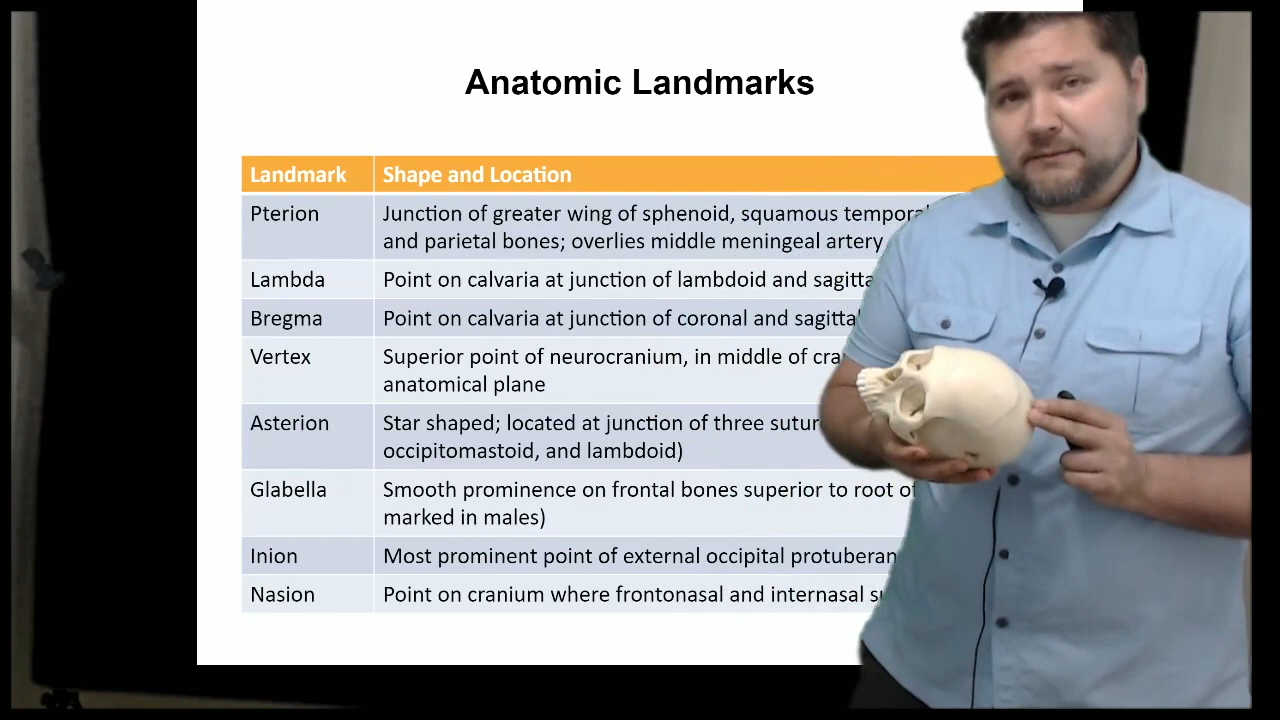 Anatomic Landmarks
Landmark Shape and Location
Pterion Junction of greater wing of sphenoid, squamous temporal
and parietal bones; overlies middle meningeal artery
Lambda Point on calvaria at junction of lambdoid and
Bregma Point on calvaria at junction of coronal and
Vertex Superior point of neurocranium, in middle of
anatomical plane
Asterion Star shaped; located at junction of three
occipitomastoid, and lambdoid)
Glabella Smooth prominence on frontal bones superior to root of
marked in males)
Inion Most prominent point of external occipital
Nasion Point on cranium where frontonasal and internasal